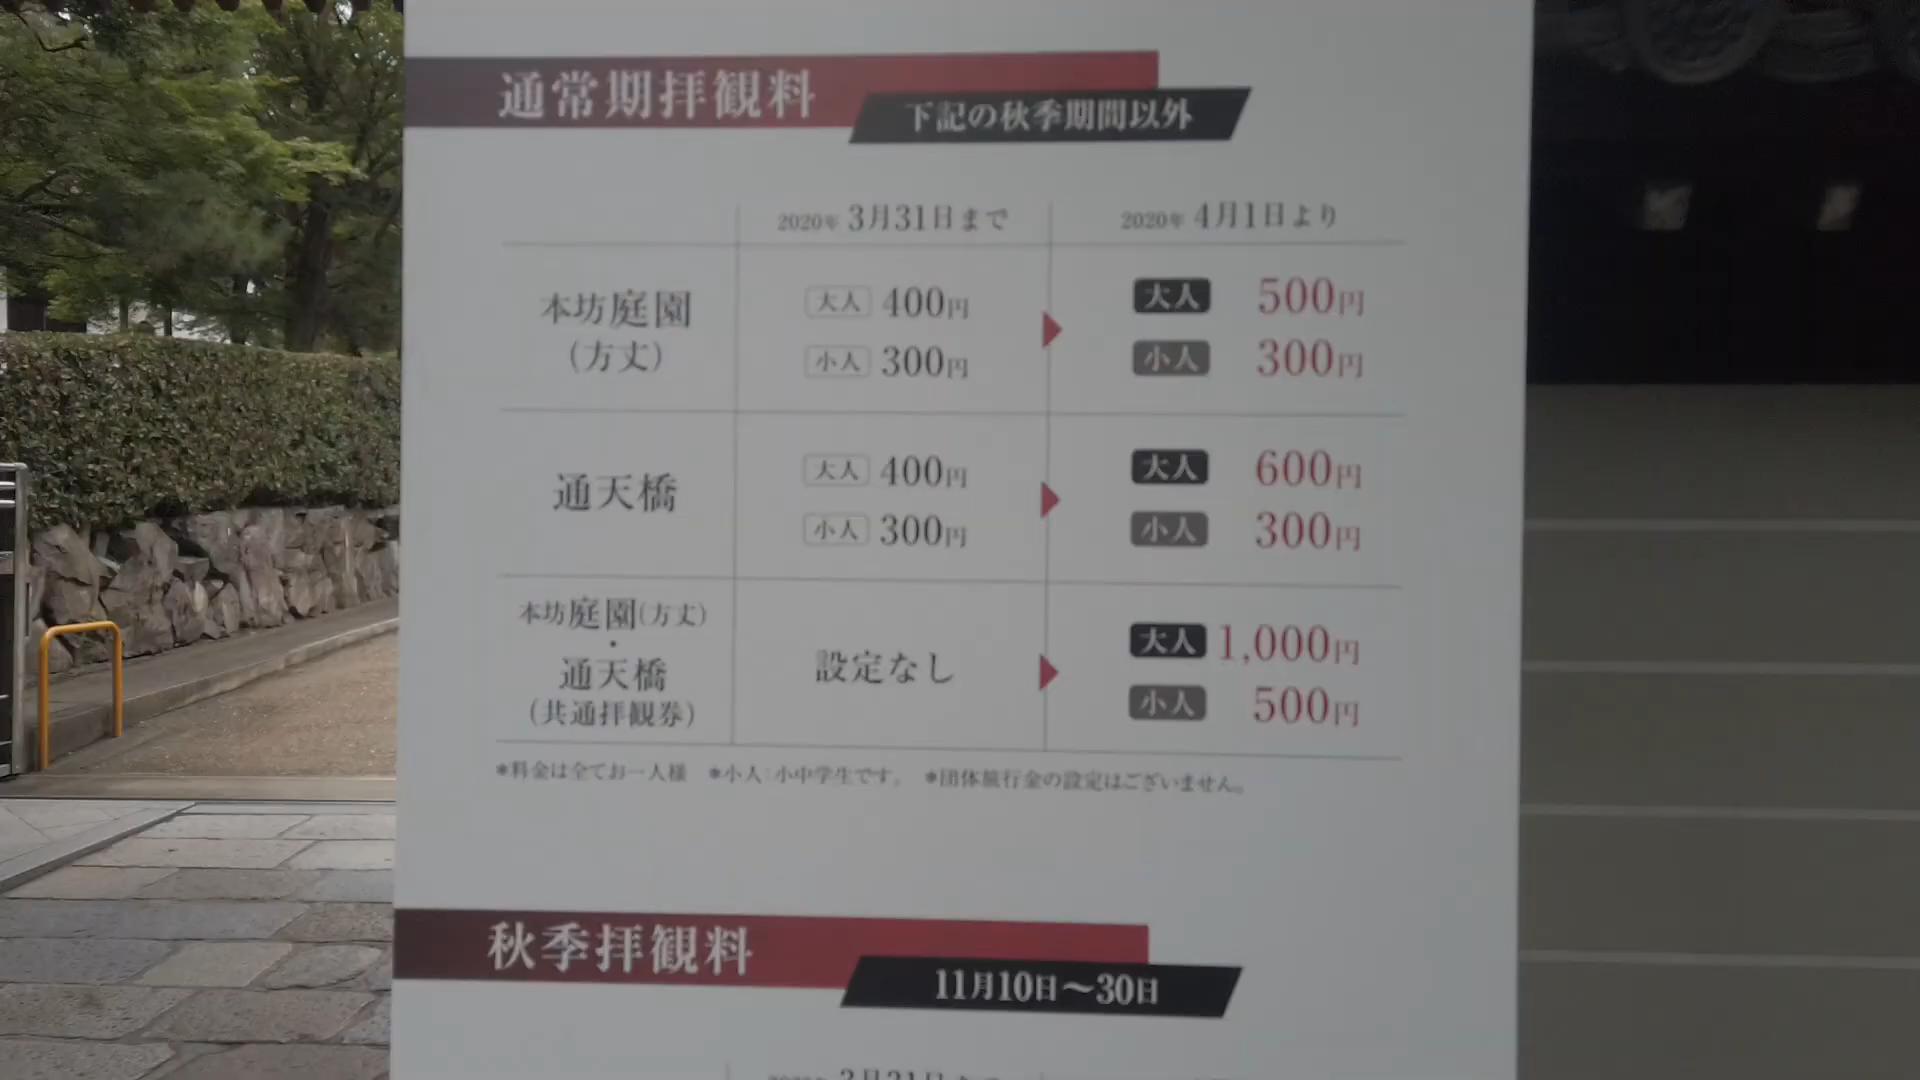 通常期拝観料
下記の秋季期間以外
2020年 3月31日まで
2020年 4月1日より
本坊庭園
(方丈)
大人 400円
小人 300円
大人 500円
小人 300円
通天橋
大人 400円
小人 300円
大人 600円
小人 300円
本坊庭園(方丈)
・
通天橋
(共通拝観券)
設定なし
大人 1,000円
小人 500円
*料金は全てお一人様 *小人:小中学生です。 *団体旅行金の設定はございません。
秋季拝観料
11月10日〜30日
3月31日まで